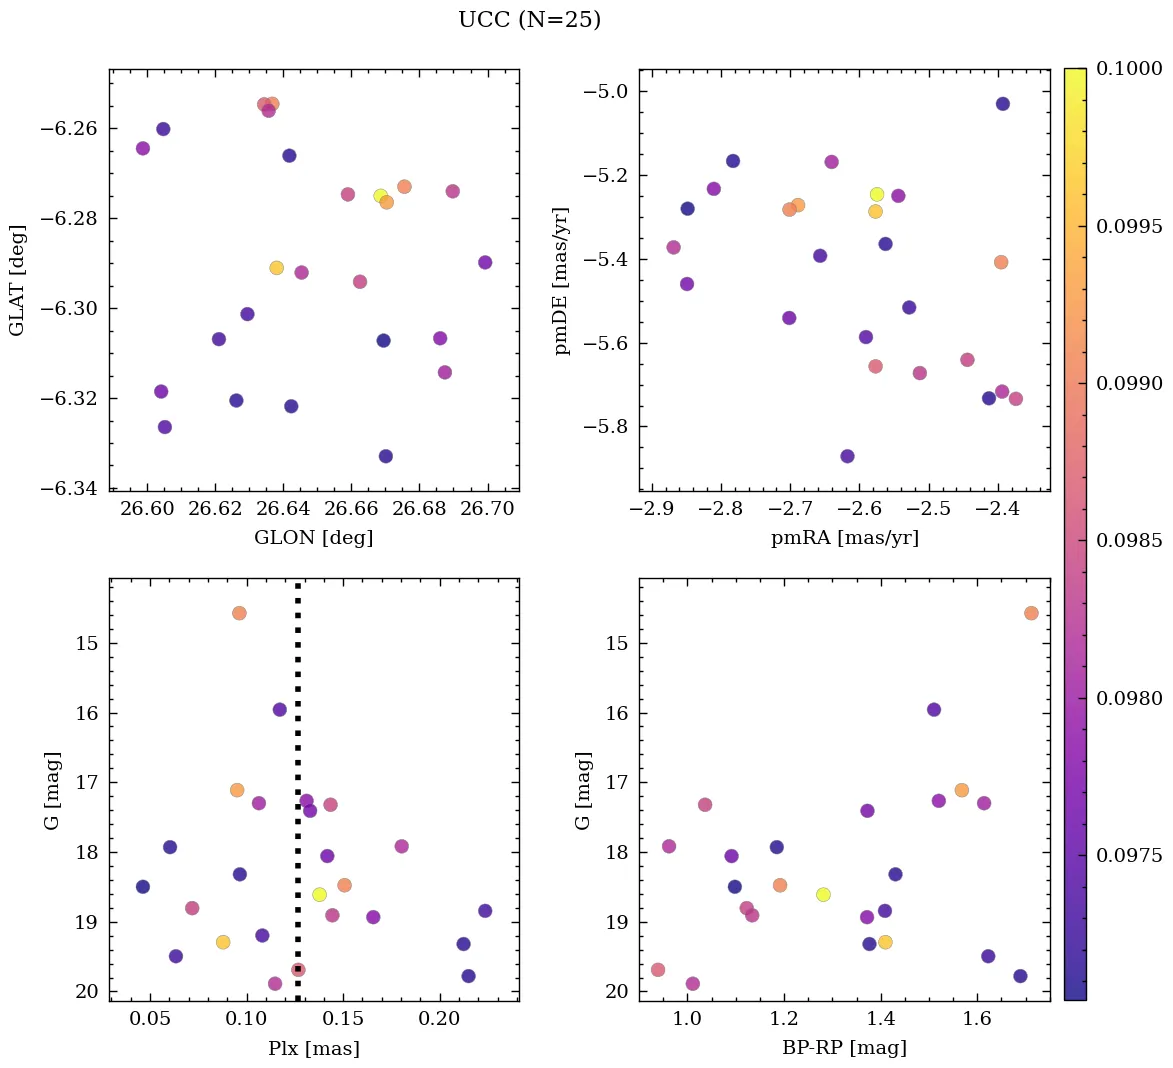 UCC (N=25)
−6.26
−6.28
−6.30
−6.32
−6.34
GLAT [deg]
26.60 26.62 26.64 26.66 26.68 26.70
GLON [deg]
−5.0
−5.2
−5.4
−5.6
−5.8
pmDE [mas/yr]
−2.9 −2.8 −2.7 −2.6 −2.5 −2.4
pmRA [mas/yr]
15
16
17
18
19
20
G [mag]
0.05 0.10 0.15 0.20
Plx [mas]
15
16
17
18
19
20
G [mag]
1.0 1.2 1.4 1.6
BP-RP [mag]
0.1000
0.0995
0.0990
0.0985
0.0980
0.0975